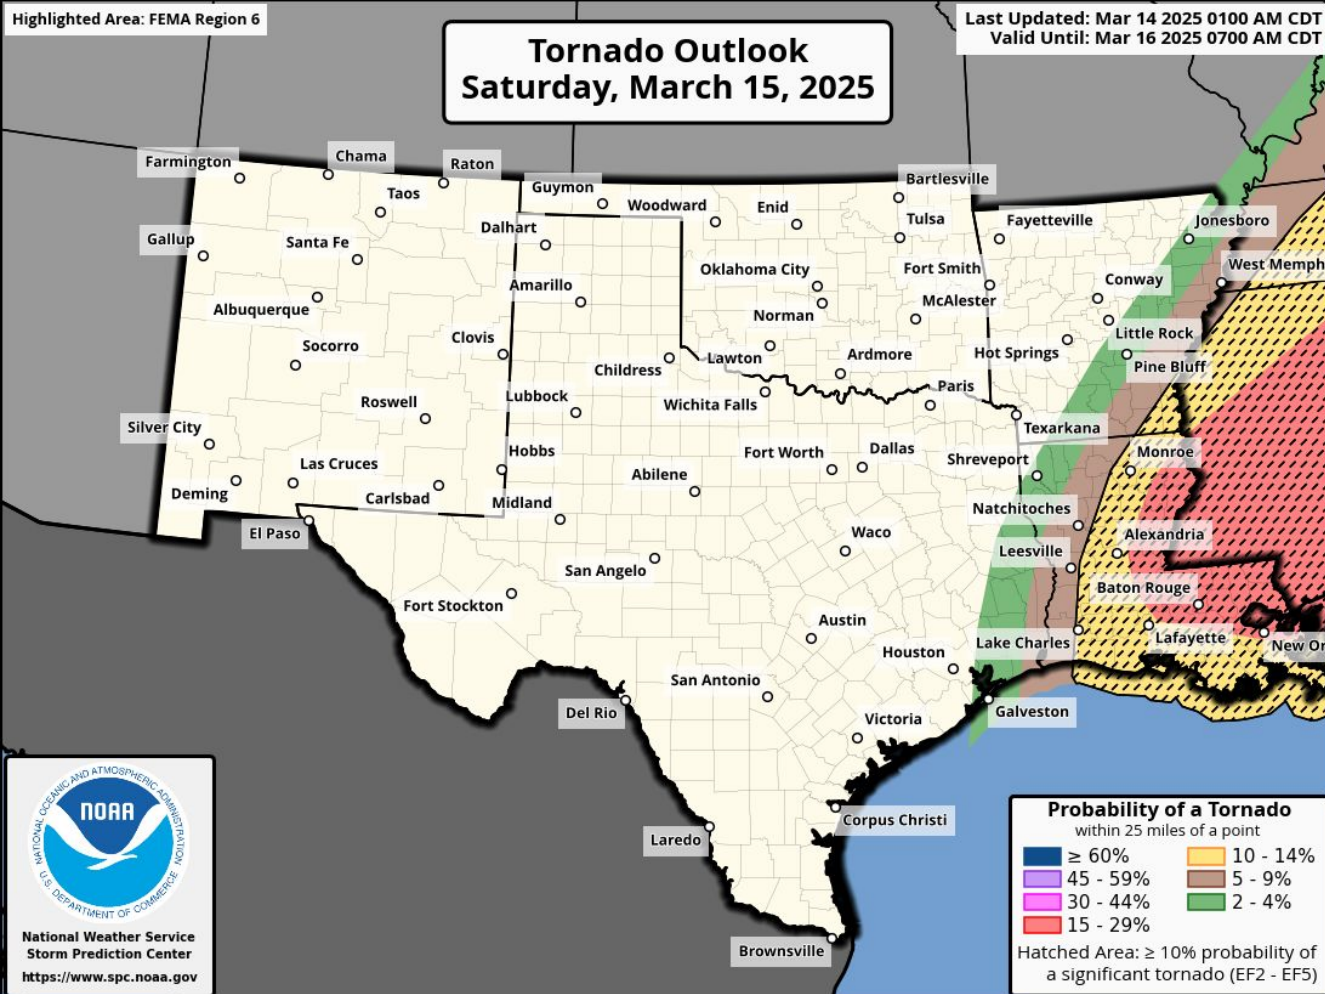 Highlighted Area: FEMA Region 6
Last Updated: Mar 14 2025 0100 AM CDT
Valid Until: Mar 16 2025 0700 AM CDT
Tornado Outlook
Saturday, March 15, 2025
Farmington
Chama
Raton
Taos
Guymon
Woodward
Enid
Bartlesville
Tulsa
Fayetteville
Jonesboro
Gallup
Santa Fe
Dalhart
Oklahoma City
Fort Smith
West Memph
Amarillo
Conway
Albuquerque
Norman
McAlester
Socorro
Clovis
Little Rock
Childress
Lawton
Ardmore
Hot Springs
Pine Bluff
Roswell
Lubbock
Wichita Falls
Paris
Silver City
Texarkana
Las Cruces
Hobbs
Fort Worth
Dallas
Shreveport
Monroe
Deming
Carlsbad
Midland
Abilene
Natchitoches
El Paso
Waco
Alexandria
San Angelo
Leesville
Fort Stockton
Baton Rouge
Austin
Lake Charles
Lafayette
New Or
Houston
San Antonio
Del Rio
Victoria
Galveston
Corpus Christi
Laredo
Brownsville
NATIONAL OCEANIC AND ATMOSPHERIC ADMINISTRATION
NOAA
U.S. DEPARTMENT OF COMMERCE
National Weather Service
Storm Prediction Center
https://www.spc.noaa.gov
Probability of a Tornado
within 25 miles of a point
≥ 60%
10 - 14%
45 - 59%
5 - 9%
30 - 44%
2 - 4%
15 - 29%
Hatched Area: ≥ 10% probability of
a significant tornado (EF2 - EF5)